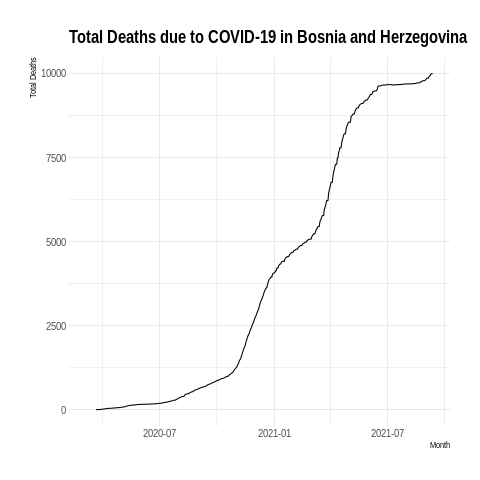 Total Deaths due to COVID-19 in Bosnia and Herzegovina
Total Deaths
10000
7500
5000
2500
0
2020-07 2021-01 2021-07
Month